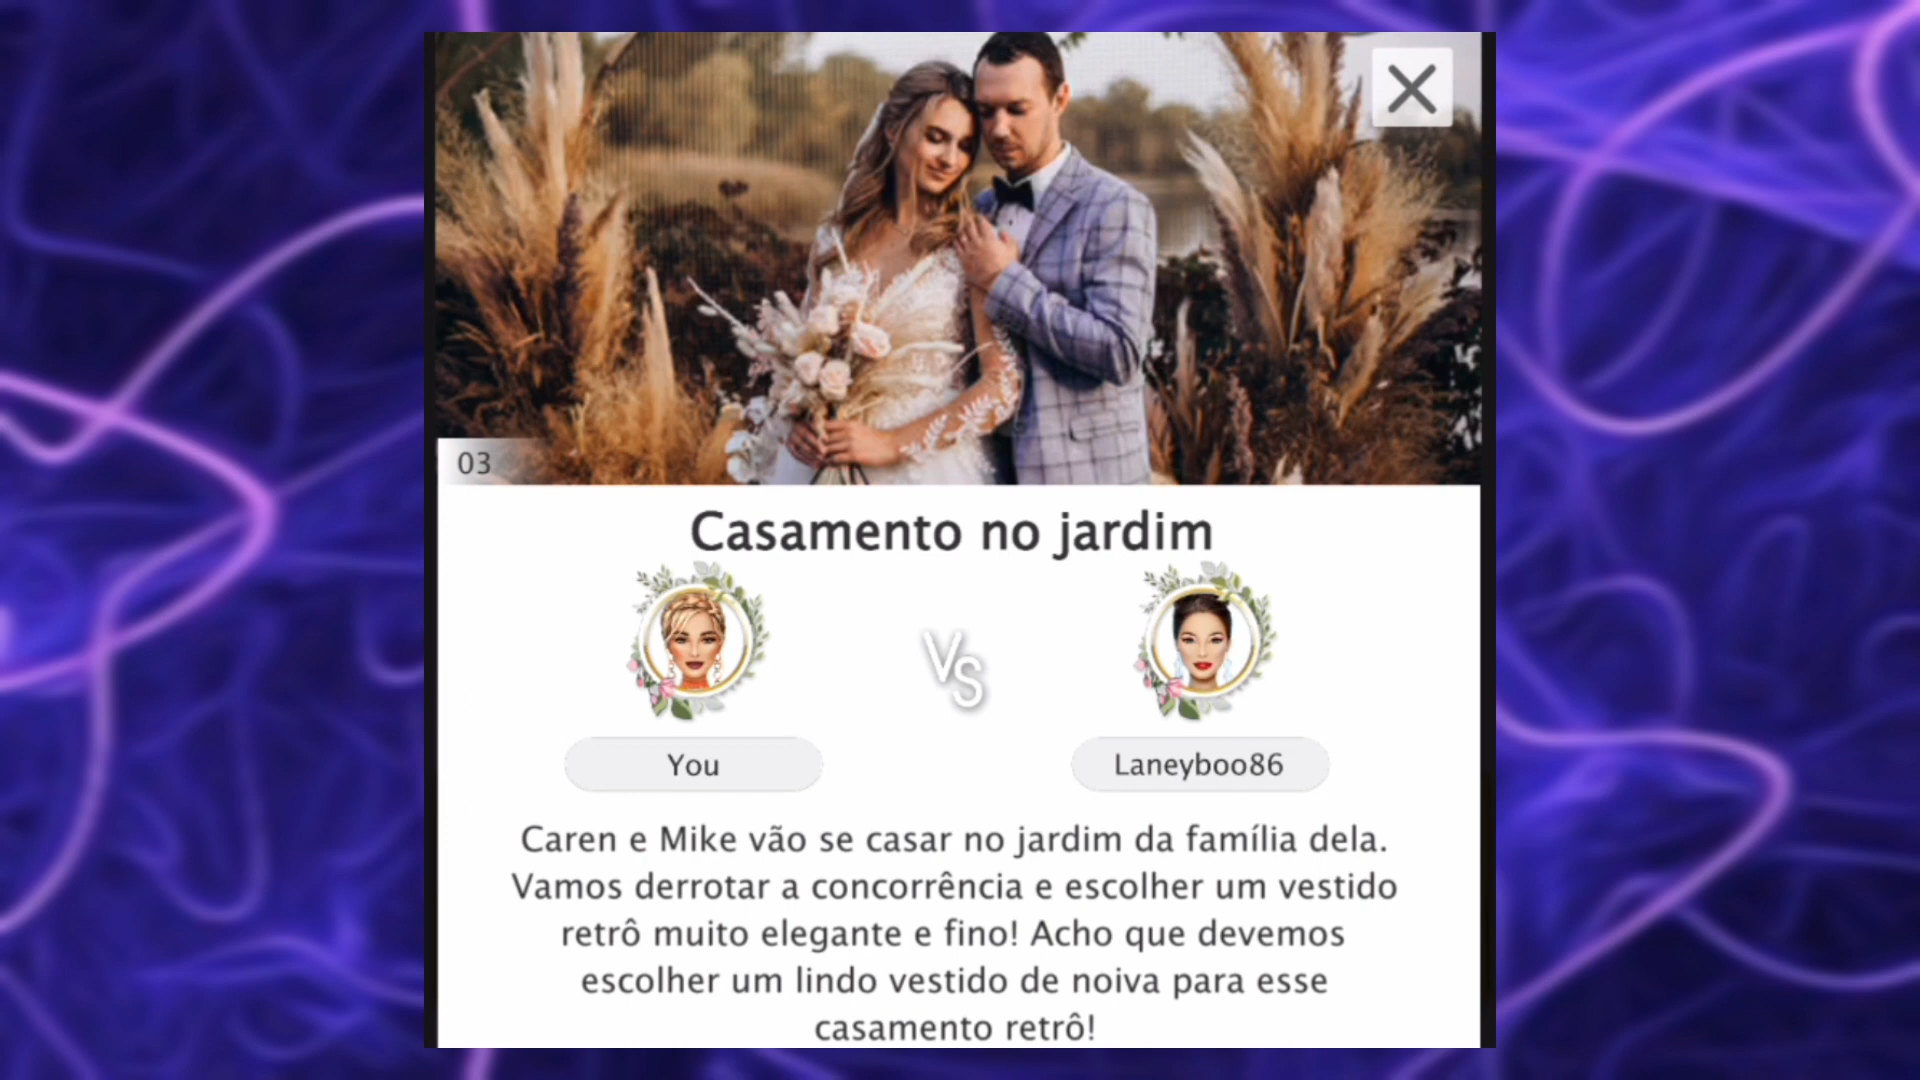 03
Casamento no jardim
VS
You
Laneyboo86
Caren e Mike vão se casar no jardim da família dela.
Vamos derrotar a concorrência e escolher um vestido
retrô muito elegante e fino! Acho que devemos
escolher um lindo vestido de noiva para esse
casamento retrô!